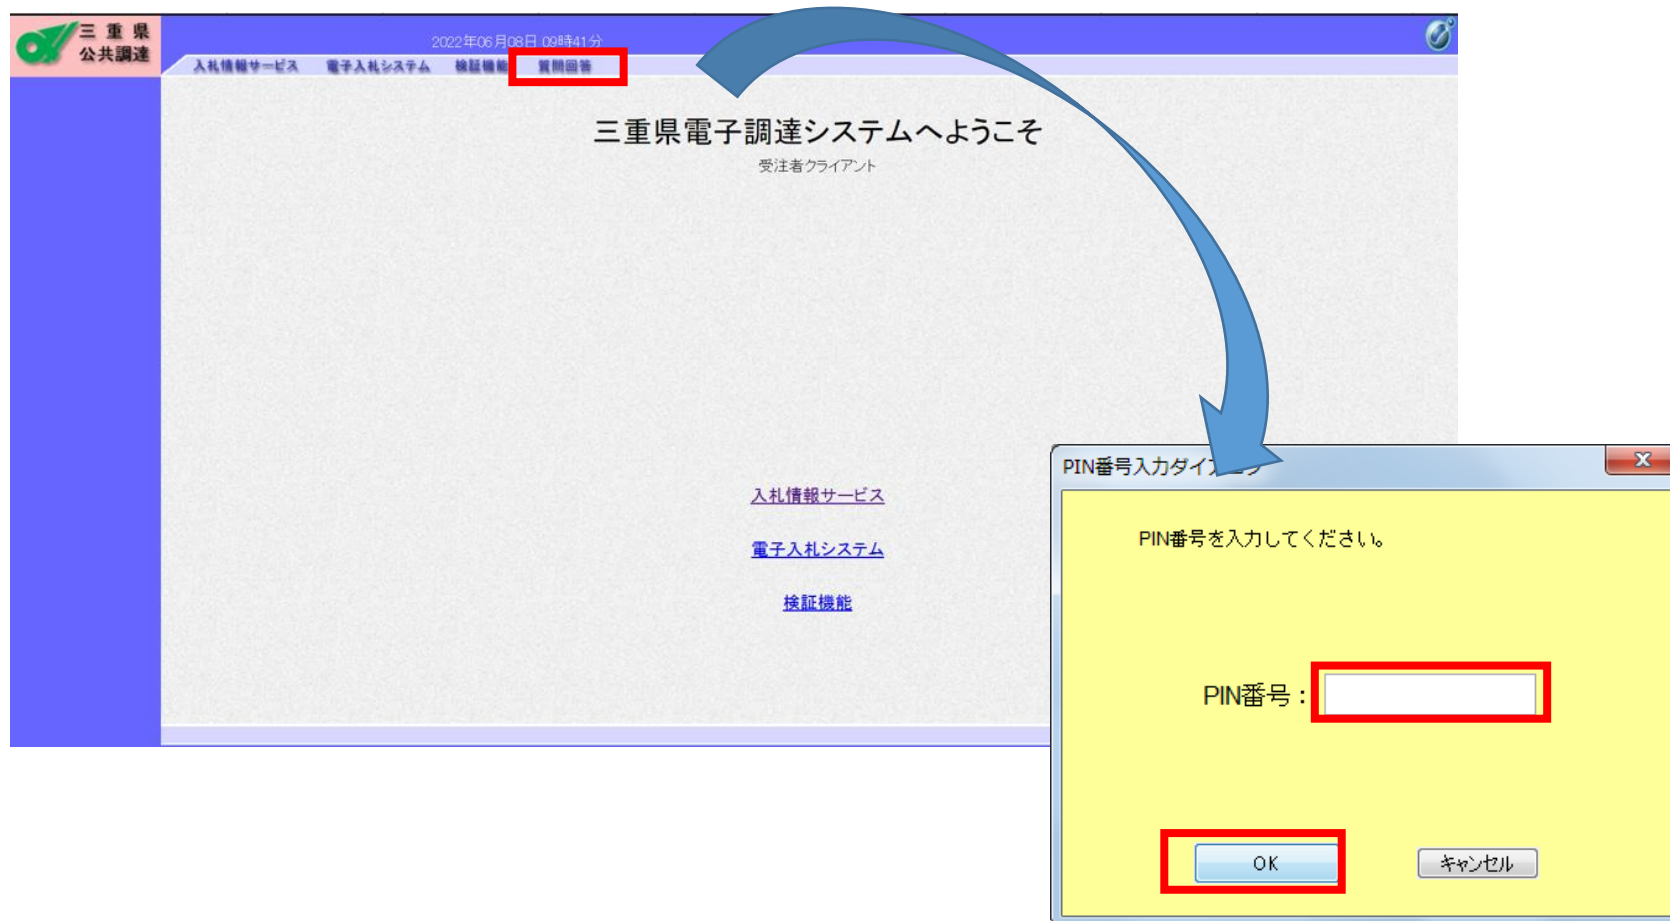 三重県
公共調達
2022年06月08日 09時41分
入札情報サービス 電子入札システム 検証機能 質問回答
三重県電子調達システムへようこそ
受注者クライアント
入札情報サービス
電子入札システム
検証機能
PIN番号入力ダイ
PIN番号を入力してください。
PIN番号：
OK キャンセル